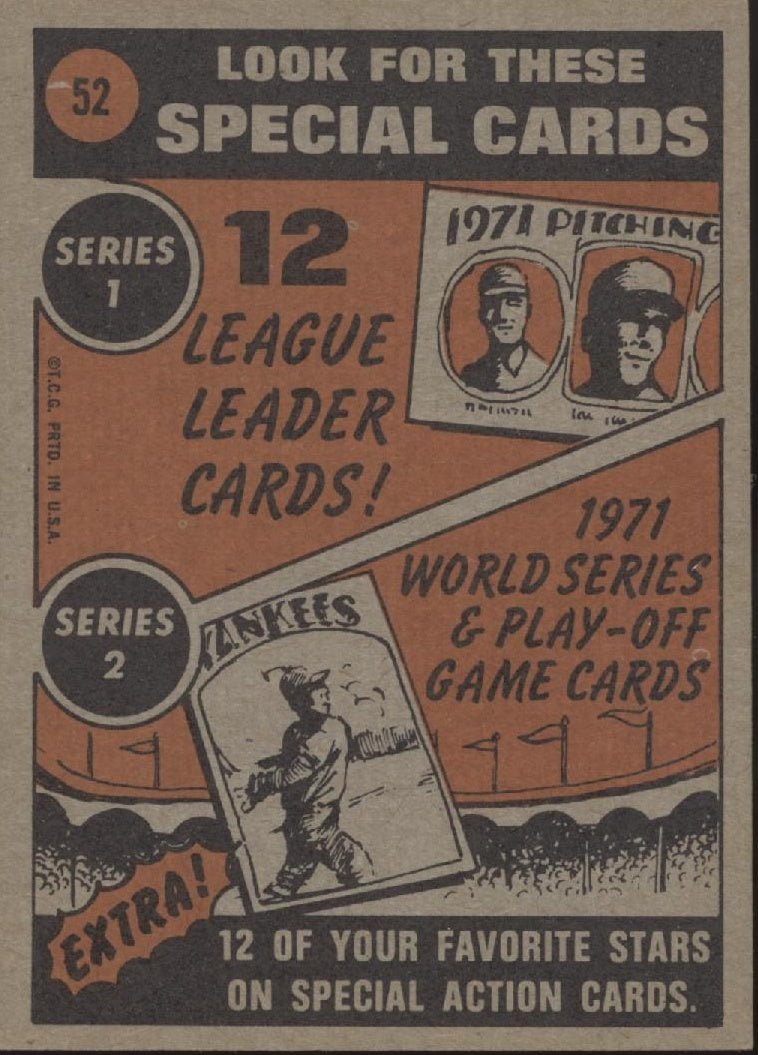 52
LOOK FOR THESE
SPECIAL CARDS
SERIES
1
12
LEAGUE
LEADER
CARDS!
1971 PITCHING
©T.C.G. PRTD. IN U.S.A.
1971
WORLD SERIES
& PLAY-OFF
GAME CARDS
SERIES
2
YANKEES
EXTRA!
12 OF YOUR FAVORITE STARS
ON SPECIAL ACTION CARDS.